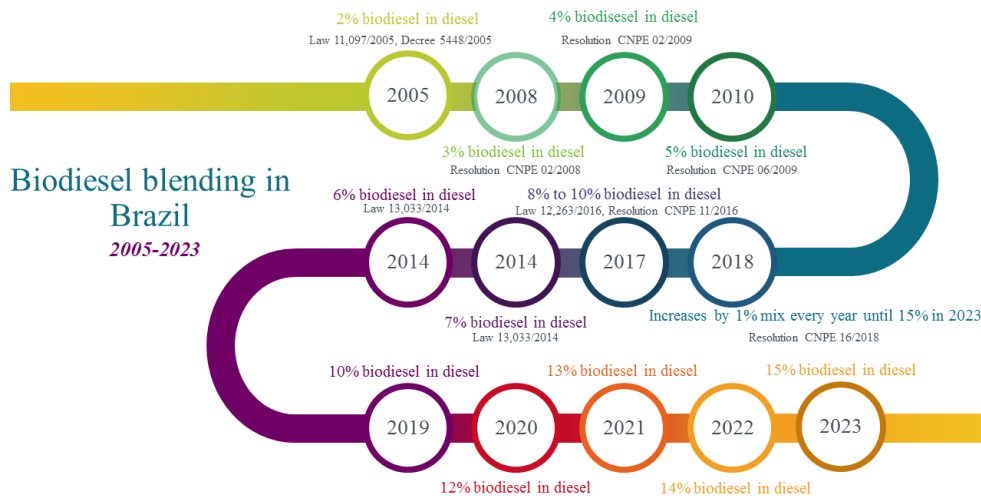 2% biodiesel in diesel
Law 11,097/2005, Decree 5448/2005
4% biodisesel in diesel
Resolution CNPE 02/2009
2005
2008
2009
2010
3% biodiesel in diesel
Resolution CNPE 02/2008
5% biodiesel in diesel
Resolution CNPE 06/2009
Biodiesel blending in
Brazil
2005-2023
6% biodiesel in diesel
Law 13,033/2014
8% to 10% biodiesel in diesel
Law 12,263/2016, Resolution CNPE 11/2016
2014
2014
2017
2018
7% biodiesel in diesel
Law 13,033/2014
Increases by 1% mix every year until 15% in 2023
Resolution CNPE 16/2018
10% biodiesel in diesel
13% biodiesel in diesel
15% biodiesel in diesel
2019
2020
2021
2022
2023
12% biodiesel in diesel
14% biodiesel in diesel